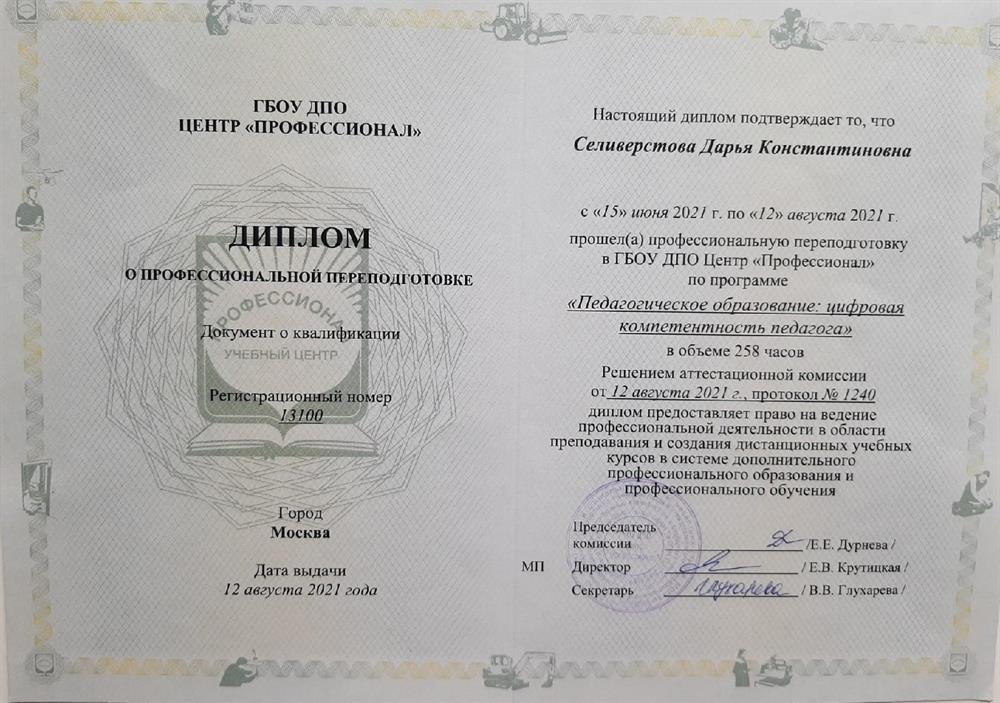 ГБОУ ДПО
ЦЕНТР «ПРОФЕССИОНАЛ»
ДИПЛОМ
О ПРОФЕССИОНАЛЬНОЙ ПЕРЕПОДГОТОВКЕ
ПРОФЕССИОНАЛ
Документ о квалификации
УЧЕБНЫЙ ЦЕНТР
Регистрационный номер
13100
Город
Москва
Дата выдачи
12 августа 2021 года
Настоящий диплом подтверждает то, что
Селиверстова Дарья Константиновна
с «15» июня 2021 г. по «12» августа 2021 г.
прошел(а) профессиональную переподготовку
в ГБОУ ДПО Центр «Профессионал»
по программе
«Педагогическое образование: цифровая
компетентность педагога»
в объеме 258 часов
Решением аттестационной комиссии
от 12 августа 2021 г., протокол № 1240
диплом предоставляет право на ведение
профессиональной деятельности в области
преподавания и создания дистанционных учебных
курсов в системе дополнительного
профессионального образования и
профессионального обучения
Председатель
комиссии /Е.Е. Дурнева /
МП Директор / Е.В. Крутицкая /
Секретарь Глухарева / В.В. Глухарева /